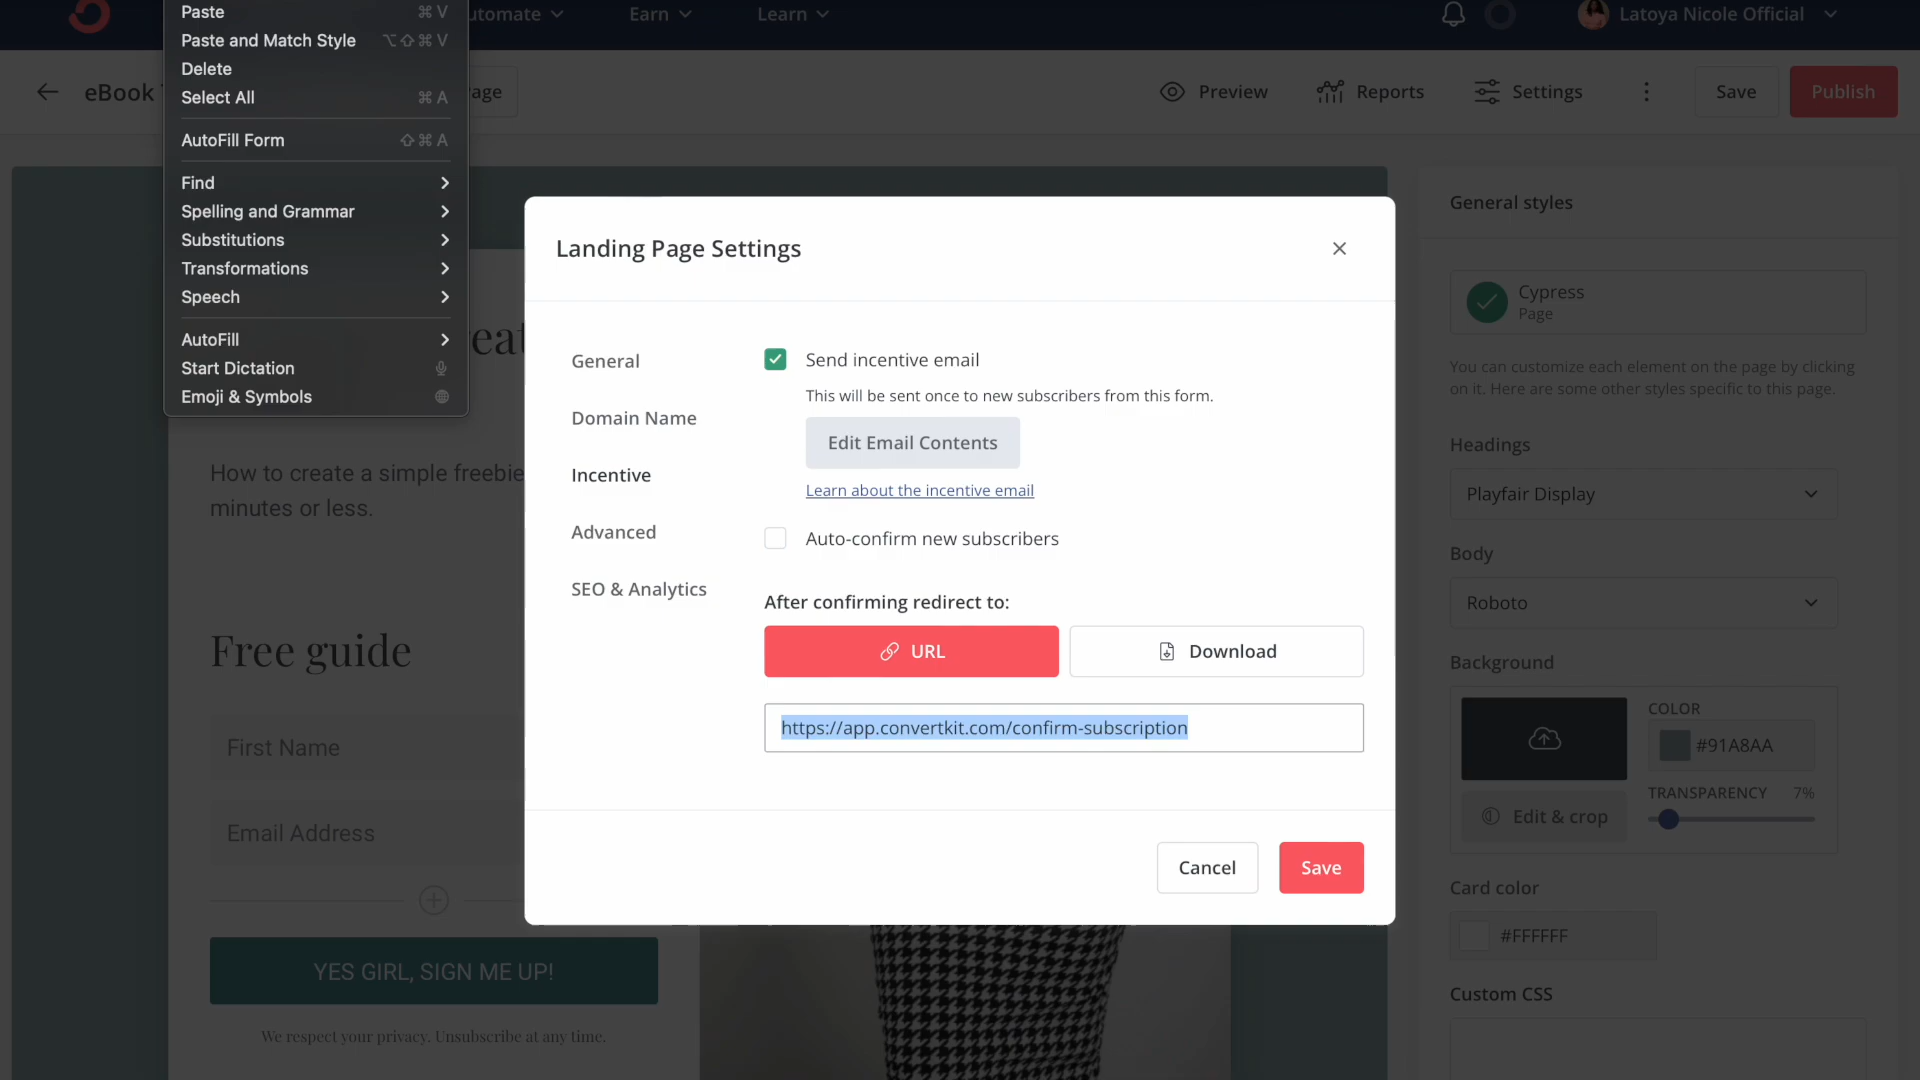 Paste ⌘ V
Paste and Match Style ⌥⇧⌘ V
Delete
Select All ⌘ A
AutoFill Form ⇧⌘ A
Find
Spelling and Grammar
Substitutions
Transformations
Speech
AutoFill
Start Dictation
Emoji & Symbols
utomate
Earn
Learn
Latoya Nicole Official
eBook
age
Preview
Reports
Settings
Save
Publish
eat
How to create a simple freebie
minutes or less.
Free guide
First Name
Email Address
YES GIRL, SIGN ME UP!
We respect your privacy. Unsubscribe at any time.
Landing Page Settings
General
Domain Name
Incentive
Advanced
SEO & Analytics
Send incentive email
This will be sent once to new subscribers from this form.
Edit Email Contents
Learn about the incentive email
Auto-confirm new subscribers
After confirming redirect to:
URL
Download
https://app.convertkit.com/confirm-subscription
Cancel
Save
General styles
Cypress
Page
You can customize each element on the page by clicking
on it. Here are some other styles specific to this page.
Headings
Playfair Display
Body
Roboto
Background
COLOR
#91A8AA
TRANSPARENCY 7%
Edit & crop
Card color
#FFFFFF
Custom CSS